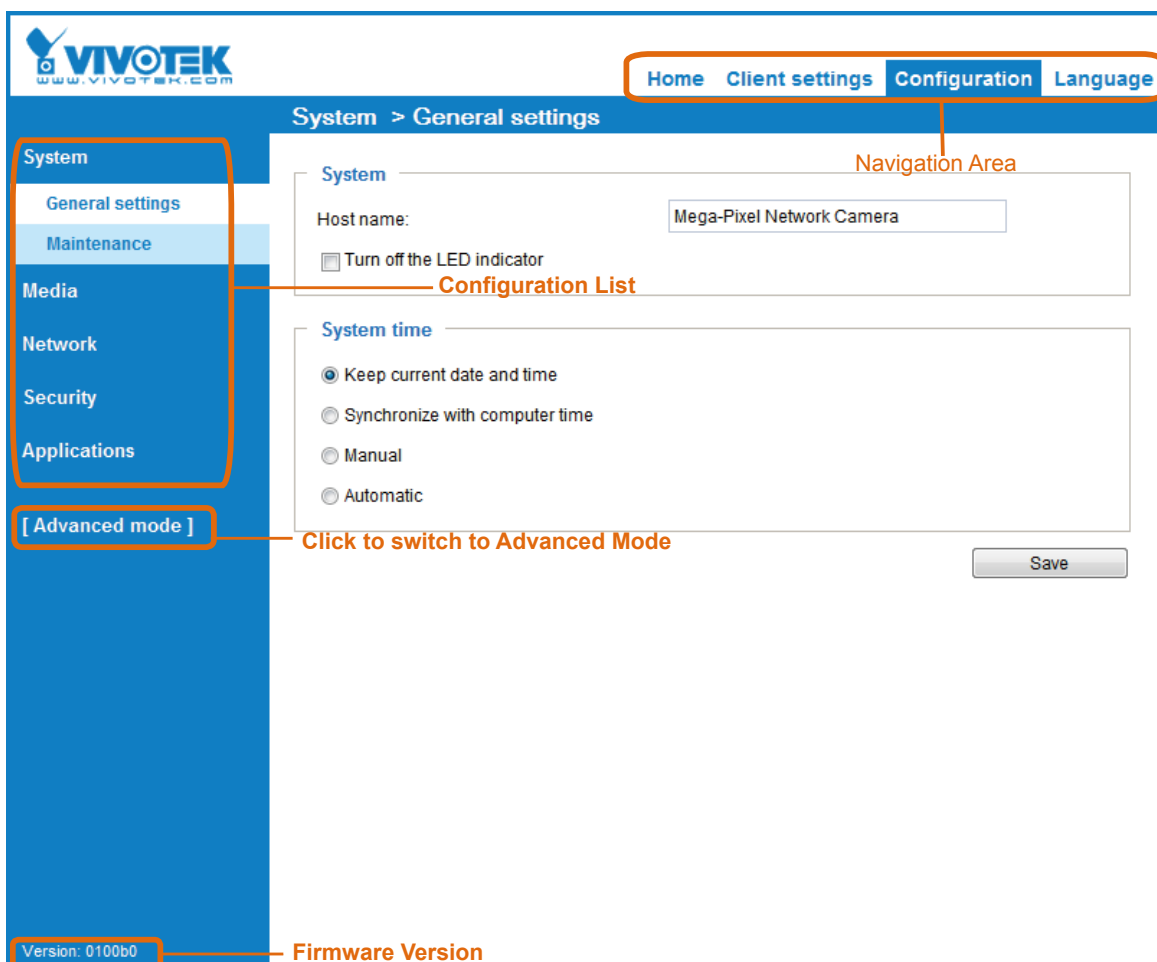 VIVOTEK
www.vivotek.com
Home Client settings Configuration Language
System > General settings
Navigation Area
System
General settings
Maintenance
Media
Network
Security
Applications
[ Advanced mode ]
Configuration List
System
Host name: Mega-Pixel Network Camera
Turn off the LED indicator
System time
Keep current date and time
Synchronize with computer time
Manual
Automatic
Click to switch to Advanced Mode
Save
Version: 0100b0
Firmware Version